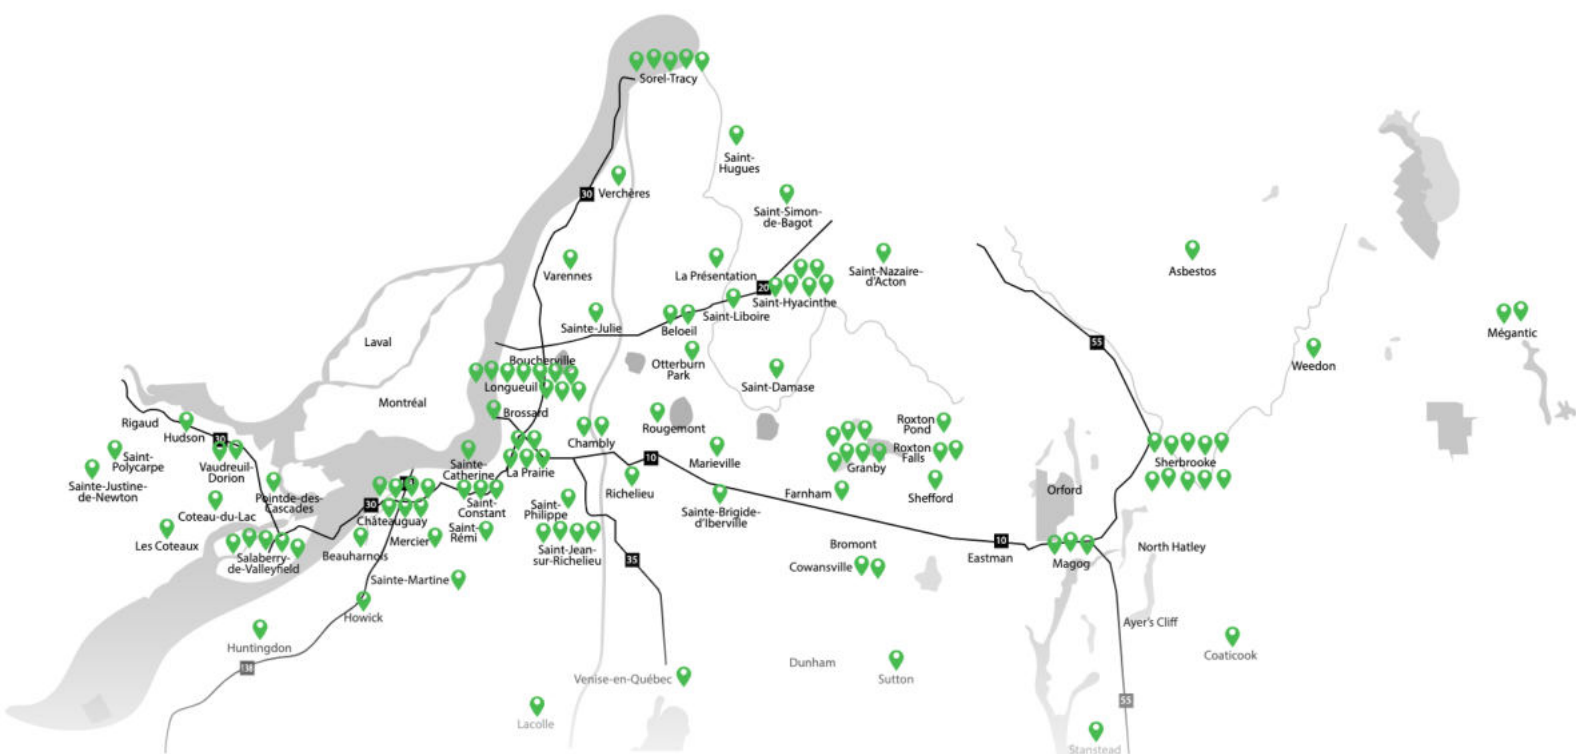 Sorel-Tracy
Saint-
Hugues
30
Verchères
Saint-Simon-
de-Bagot
Varennes
La Présentation
Saint-Nazaire-
d'Acton
Asbestos
20
Saint-Hyacinthe
Saint-Liboire
Sainte-Julie
Beloeil
Mégantic
Laval
55
Boucherville
Otterburn
Park
Weedon
Longueuil
Saint-Damase
Montréal
Brossard
Rigaud
Hudson
30
Chambly
Rougemont
Roxton
Pond
Saint-
Polycarpe
Vaudreuil-
Dorion
Sainte-
Catherine
La Prairie
10
Marieville
Granby
Roxton
Falls
Sherbrooke
Sainte-Justine-
de-Newton
Pointe-des-
Cascades
Richelieu
Farnham
Shefford
Orford
Coteau-du-Lac
30
Châteauguay
Saint-
Constant
Saint-
Philippe
Sainte-Brigide-
d'Iberville
Les Coteaux
Salaberry-
de-Valleyfield
Beauharnois
Mercier
Saint-
Rémi
Saint-Jean-
sur-Richelieu
35
Bromont
Cowansville
10
Eastman
Magog
North Hatley
Sainte-Martine
Howick
Huntingdon
138
Ayer's Cliff
Coaticook
Venise-en-Québec
Dunham
Sutton
55
Lacolle
Stanstead